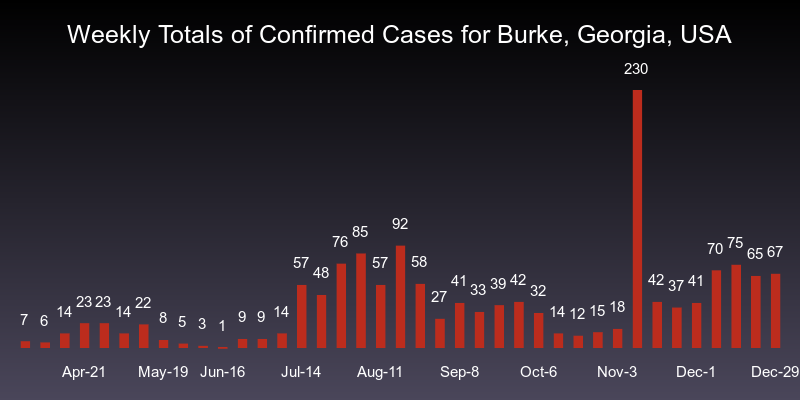 Weekly Totals of Confirmed Cases for Burke, Georgia, USA
7 6 14 23 23 14 22 8 5 3 1 9 9 14 57 48 76 85 57 92 58 27 41 33 39 42 32 14 12 15 18 230 42 37 41 70 75 65 67
Apr-21 May-19 Jun-16 Jul-14 Aug-11 Sep-8 Oct-6 Nov-3 Dec-1 Dec-29